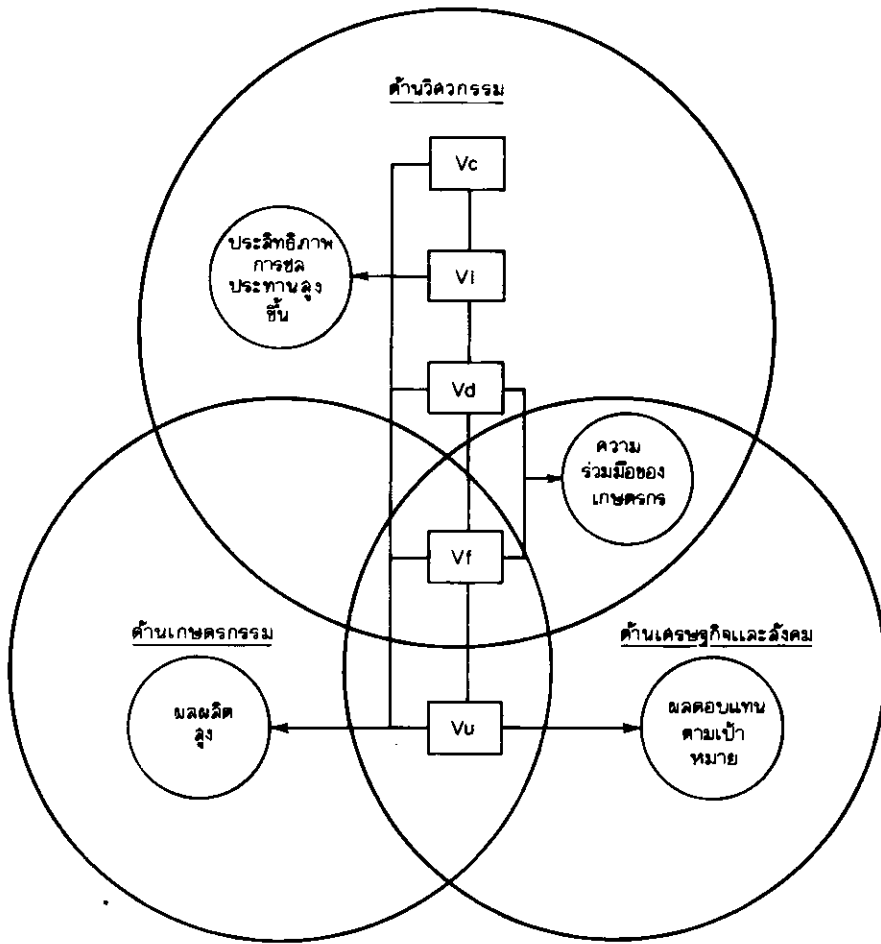 ด้านวิศวกรรม
Vc
ประสิทธิภาพ
การชล
ประทานสูง
ขึ้น
Vl
Vd
ความ
ร่วมมือของ
เกษตรกร
Vf
ด้านเกษตรกรรม
ด้านเศรษฐกิจและสังคม
ผลผลิต
สูง
Vu
ผลตอบแทน
ตามเป้า
หมาย